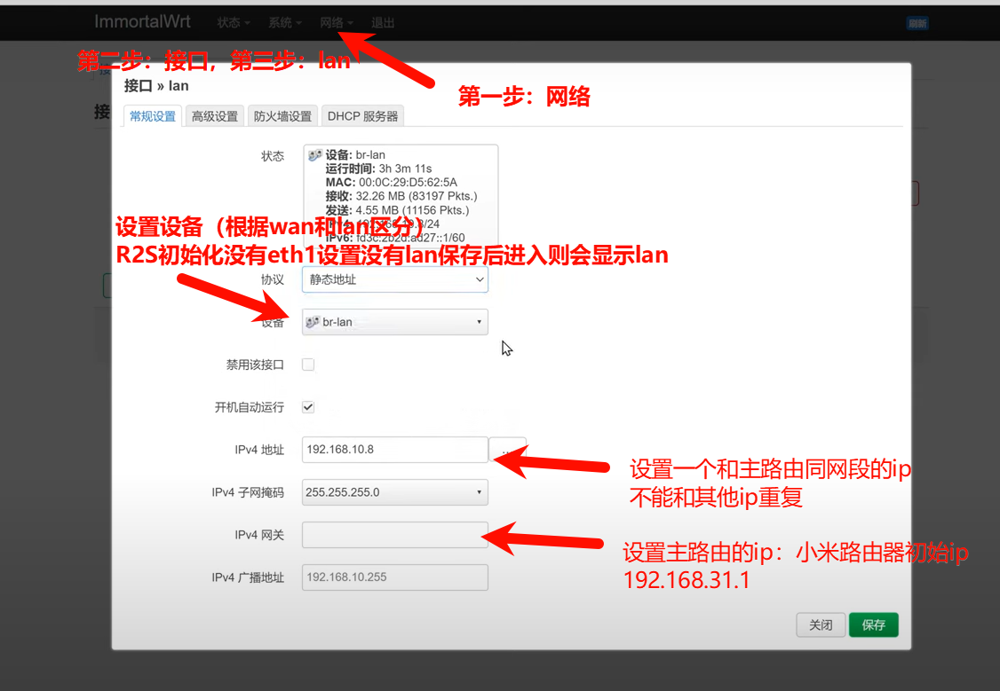 ImmortalWrt 状态 系统 网络 退出 刷新
第二步：接口，第三步：lan
第一步：网络
接口 » lan
常规设置 高级设置 防火墙设置 DHCP 服务器
状态
设备: br-lan
运行时间: 3h 3m 11s
MAC: 00:0C:29:D5:62:5A
接收: 32.26 MB (83197 Pkts.)
发送: 4.55 MB (11156 Pkts.)
设置设备（根据wan和lan区分）
IPv6: fd3c:2b2d:ad27::1/60
R2S初始化没有eth1设置没有lan保存后进入则会显示lan
协议 静态地址
设备 br-lan
禁用该接口
开机自动运行
IPv4 地址 192.168.10.8
设置一个和主路由同网段的ip
不能和其他ip重复
IPv4 子网掩码 255.255.255.0
IPv4 网关
设置主路由的ip：小米路由器初始ip
192.168.31.1
IPv4 广播地址 192.168.10.255
关闭 保存